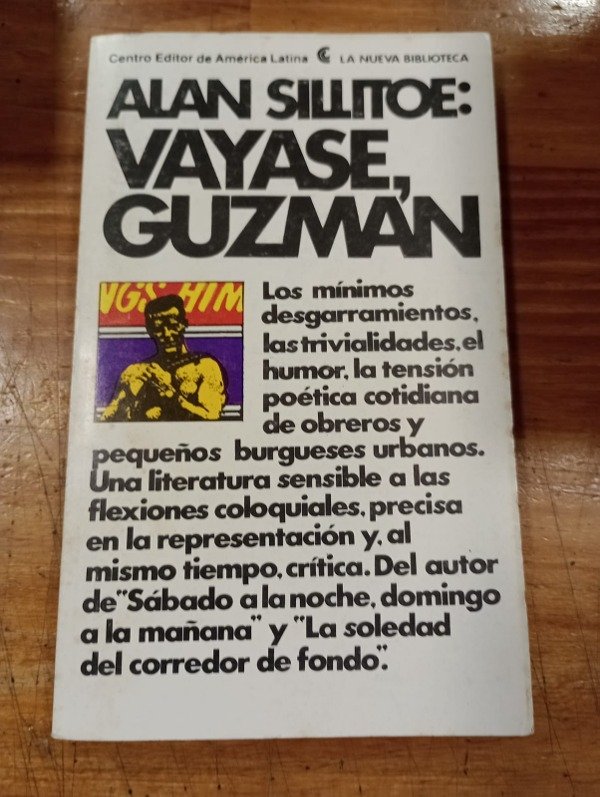 Centro Editor de América Latina LA NUEVA BIBLIOTECA
ALAN SILLITOE:
VAYASE,
GUZMAN
NGS HIM
Los mínimos
desgarramientos,
las trivialidades, el
humor, la tensión
poética cotidiana
de obreros y
pequeños burgueses urbanos.
Una literatura sensible a las
flexiones coloquiales, precisa
en la representación y, al
mismo tiempo, crítica. Del autor
de "Sábado a la noche, domingo
a la mañana" y "La soledad
del corredor de fondo".